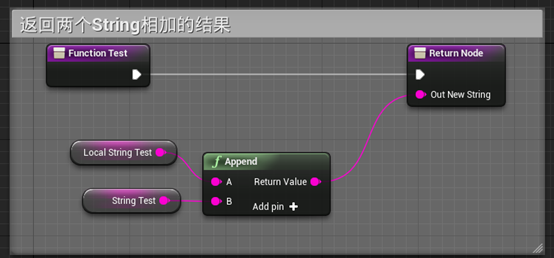 返回两个String相加的结果
Function Test
Return Node
Out New String
Local String Test
String Test
f Append
A Return Value
B
Add pin +